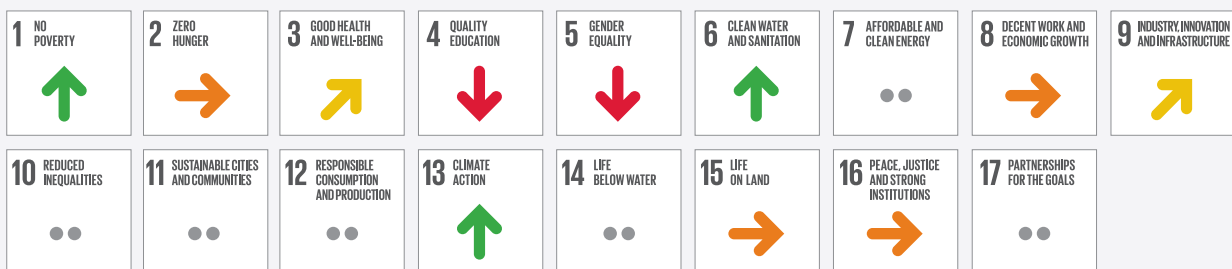 1 NO
POVERTY
2 ZERO
HUNGER
3 GOOD HEALTH
AND WELL-BEING
4 QUALITY
EDUCATION
5 GENDER
EQUALITY
6 CLEAN WATER
AND SANITATION
7 AFFORDABLE AND
CLEAN ENERGY
8 DECENT WORK AND
ECONOMIC GROWTH
9 INDUSTRY, INNOVATION
AND INFRASTRUCTURE
10 REDUCED
INEQUALITIES
11 SUSTAINABLE CITIES
AND COMMUNITIES
12 RESPONSIBLE
CONSUMPTION
AND PRODUCTION
13 CLIMATE
ACTION
14 LIFE
BELOW WATER
15 LIFE
ON LAND
16 PEACE, JUSTICE
AND STRONG
INSTITUTIONS
17 PARTNERSHIPS
FOR THE GOALS